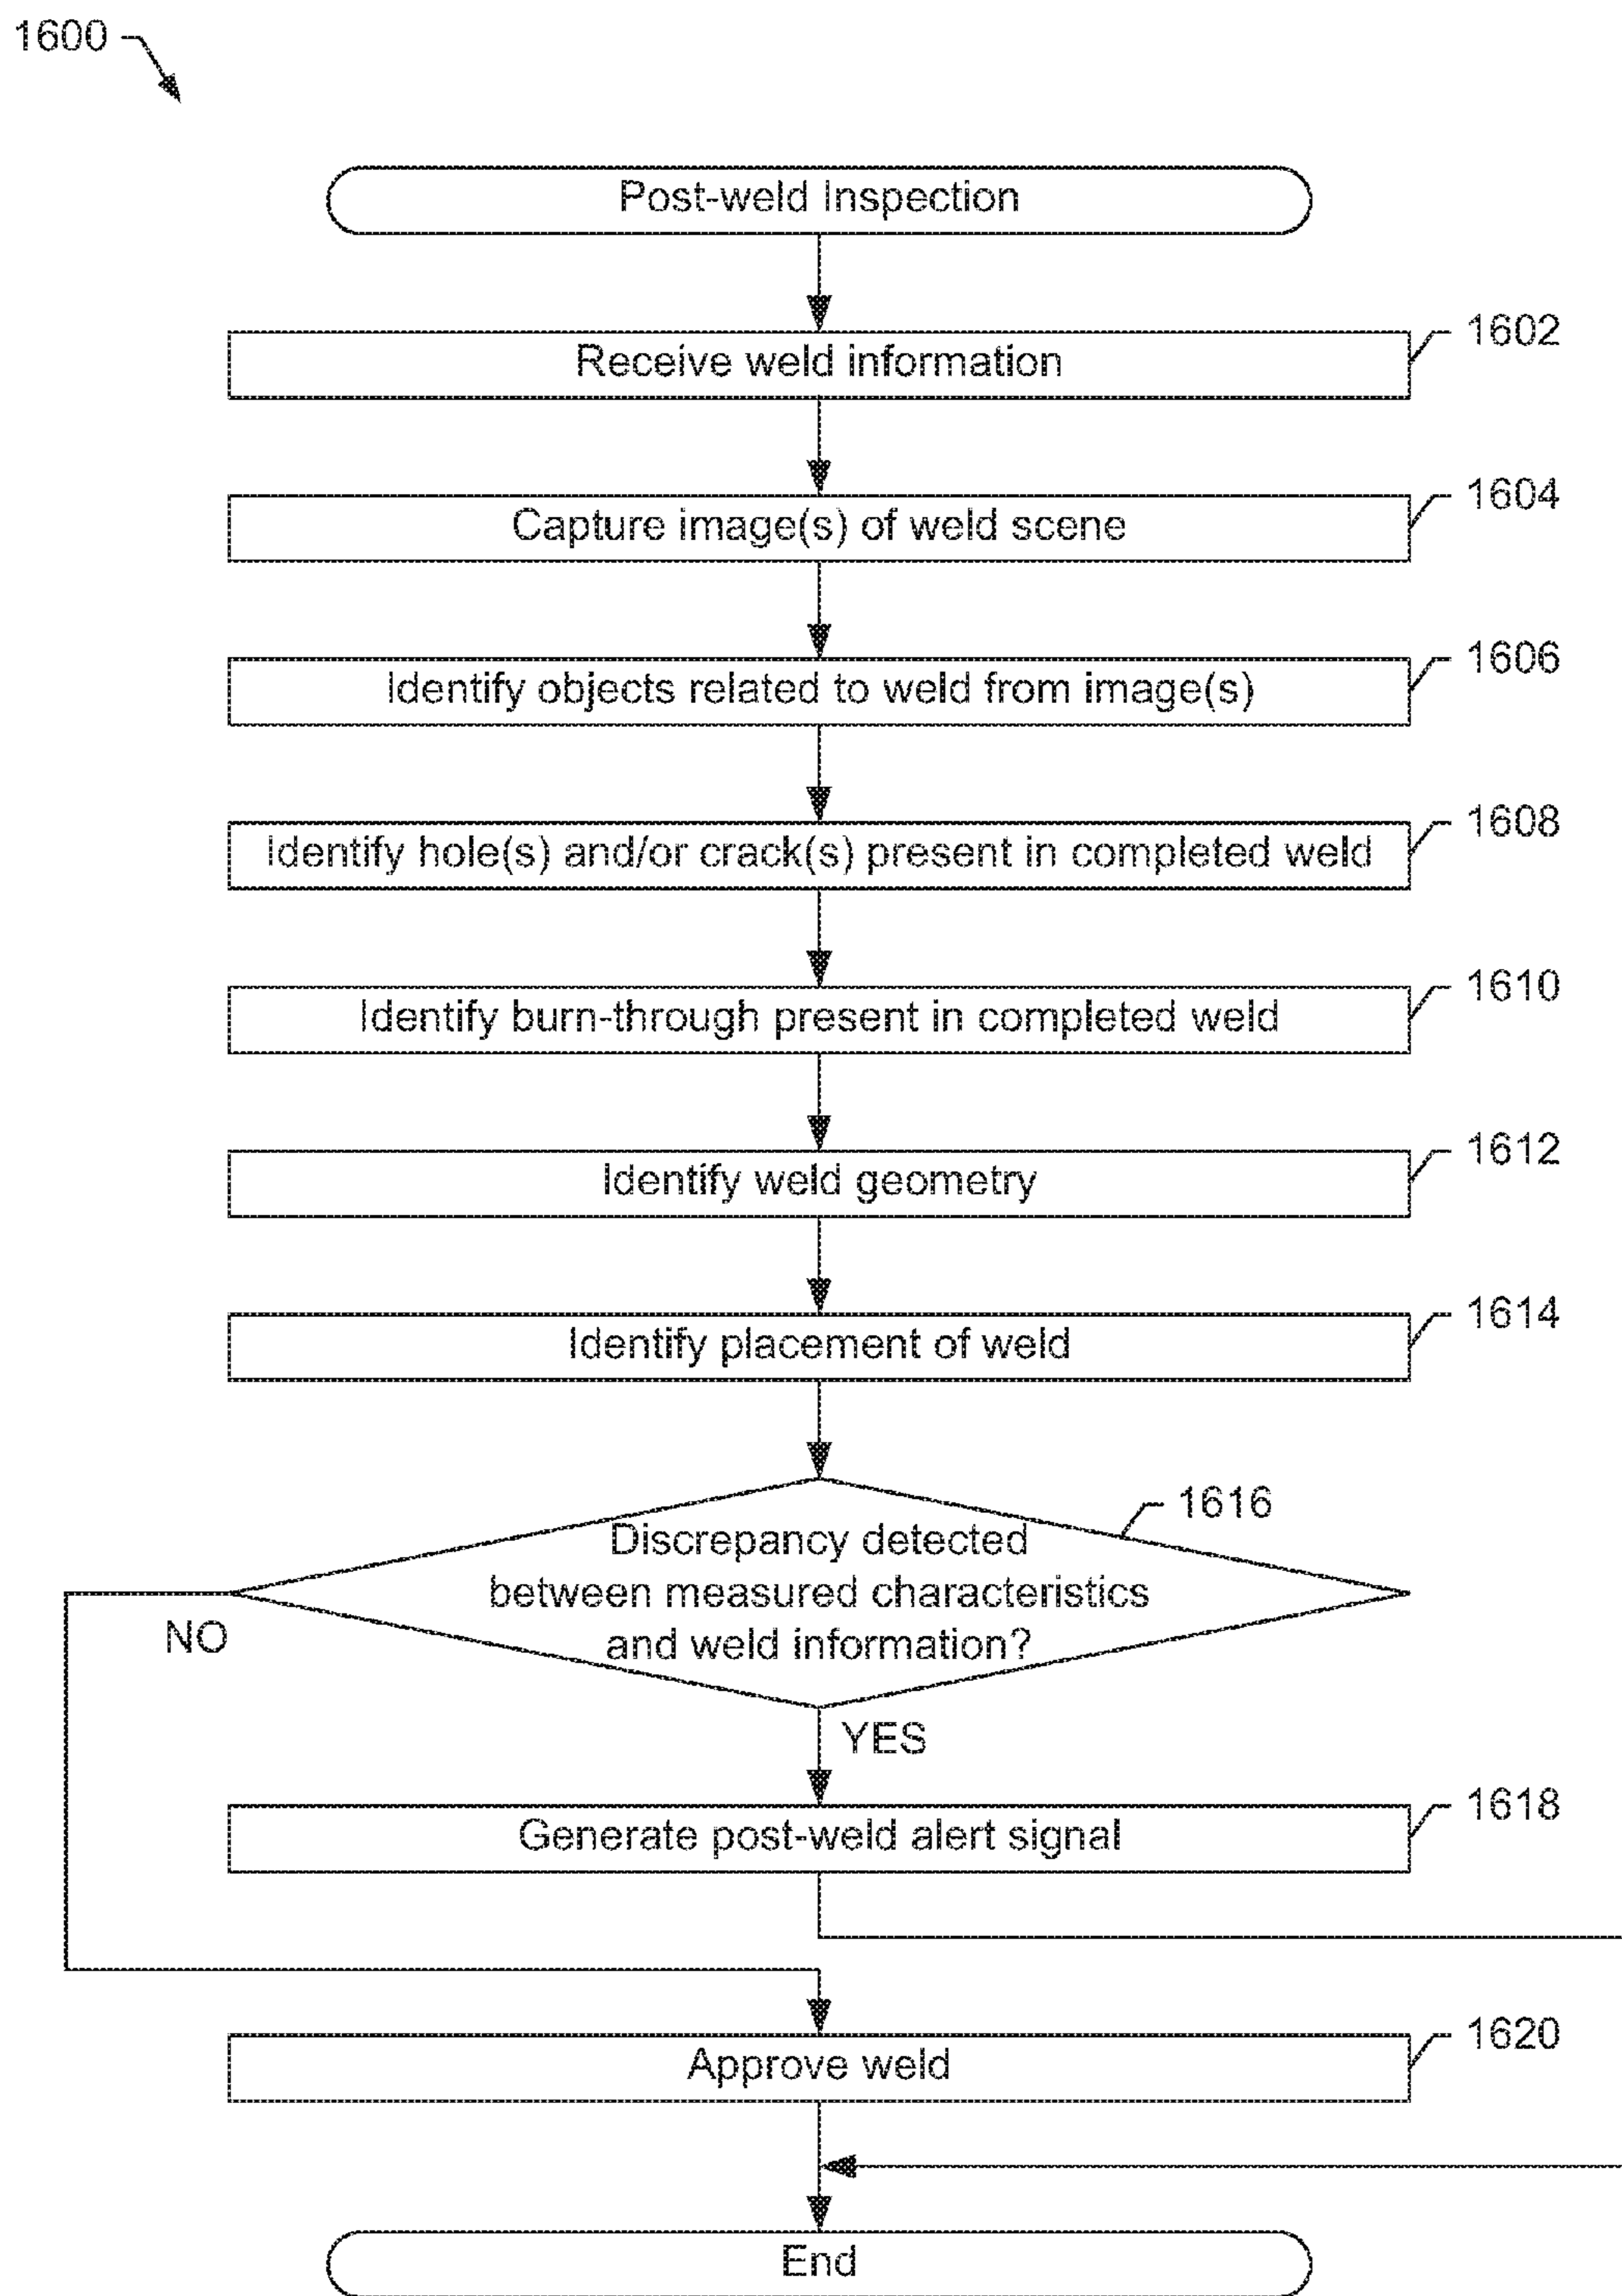 1600
Post-weld Inspection
1602
Receive weld information
1604
Capture image(s) of weld scene
1606
Identify objects related to weld from image(s)
1608
Identify hole(s) and/or crack(s) present in completed weld
1610
Identify burn-through present in completed weld
1612
Identify weld geometry
1614
Identify placement of weld
1616
Discrepancy detected
between measured characteristics
and weld information?
NO
YES
1618
Generate post-weld alert signal
1620
Approve weld
End